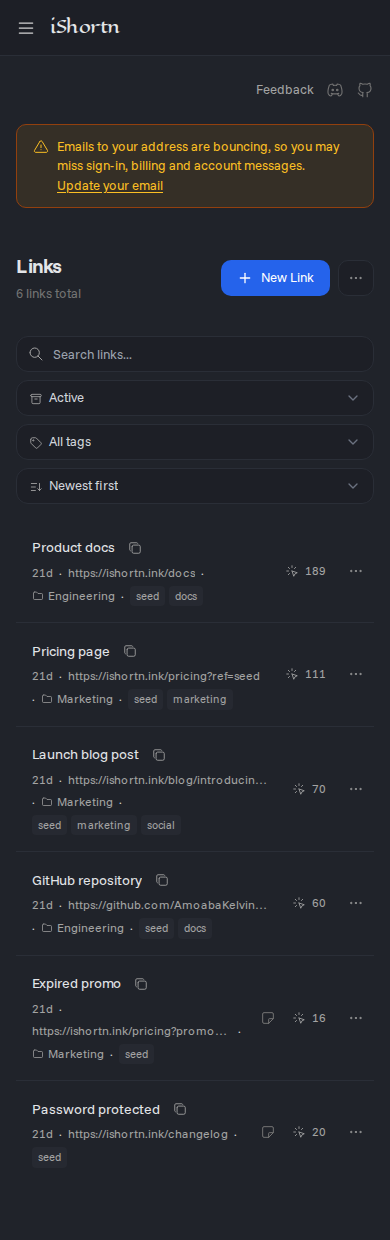 iShortn
Feedback
Emails to your address are bouncing, so you may
miss sign-in, billing and account messages.
Update your email
Links
6 links total
New Link
Search links...
Active
All tags
Newest first
Product docs
21d · https://ishortn.ink/docs ·
189
Engineering · seed docs
Pricing page
21d · https://ishortn.ink/pricing?ref=seed
111
· Marketing · seed marketing
Launch blog post
21d · https://ishortn.ink/blog/introducin...
70
· Marketing ·
seed marketing social
GitHub repository
21d · https://github.com/AmoabaKelvin...
60
· Engineering · seed docs
Expired promo
21d ·
16
https://ishortn.ink/pricing?promo... ·
Marketing · seed
Password protected
21d · https://ishortn.ink/changelog ·
20
seed